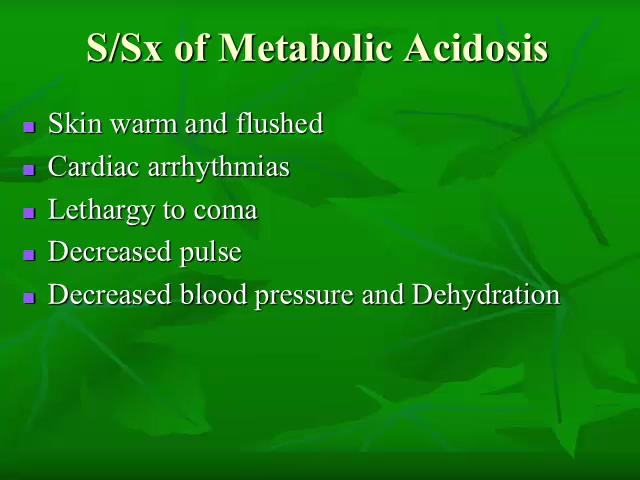 S/Sx of Metabolic Acidosis
Skin warm and flushed
Cardiac arrhythmias
Lethargy to coma
Decreased pulse
Decreased blood pressure and Dehydration